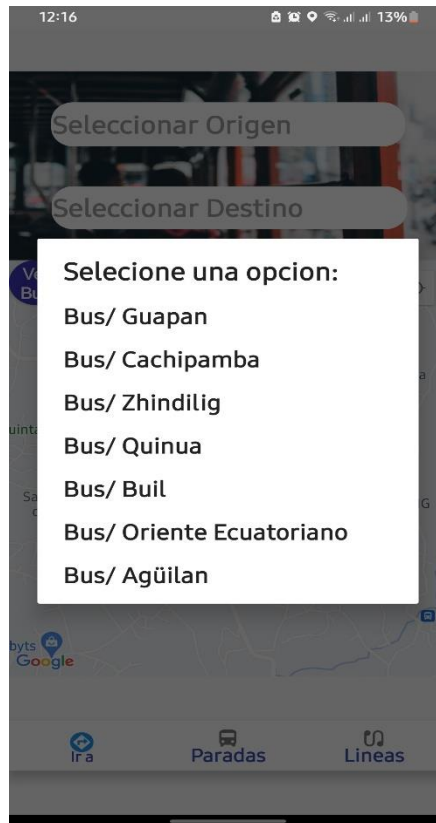 12:16
13%
Seleccionar Origen
Seleccionar Destino
Selecione una opcion:
Bus/ Guapan
Bus/ Cachipamba
Bus/ Zhindilig
Bus/ Quinua
Bus/ Buil
Bus/ Oriente Ecuatoriano
Bus/ Agüilan
Google
Ir a
Paradas
Lineas